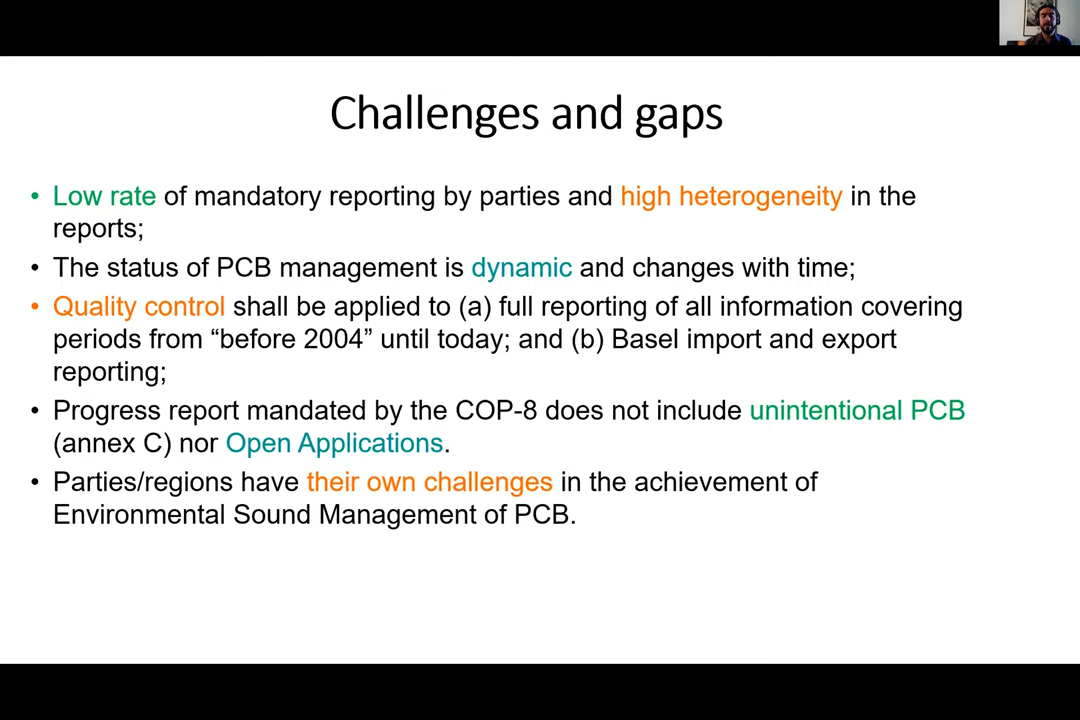 Challenges and gaps
• Low rate of mandatory reporting by parties and high heterogeneity in the
reports;
• The status of PCB management is dynamic and changes with time;
• Quality control shall be applied to (a) full reporting of all information covering
periods from “before 2004” until today; and (b) Basel import and export
reporting;
• Progress report mandated by the COP-8 does not include unintentional PCB
(annex C) nor Open Applications.
• Parties/regions have their own challenges in the achievement of
Environmental Sound Management of PCB.